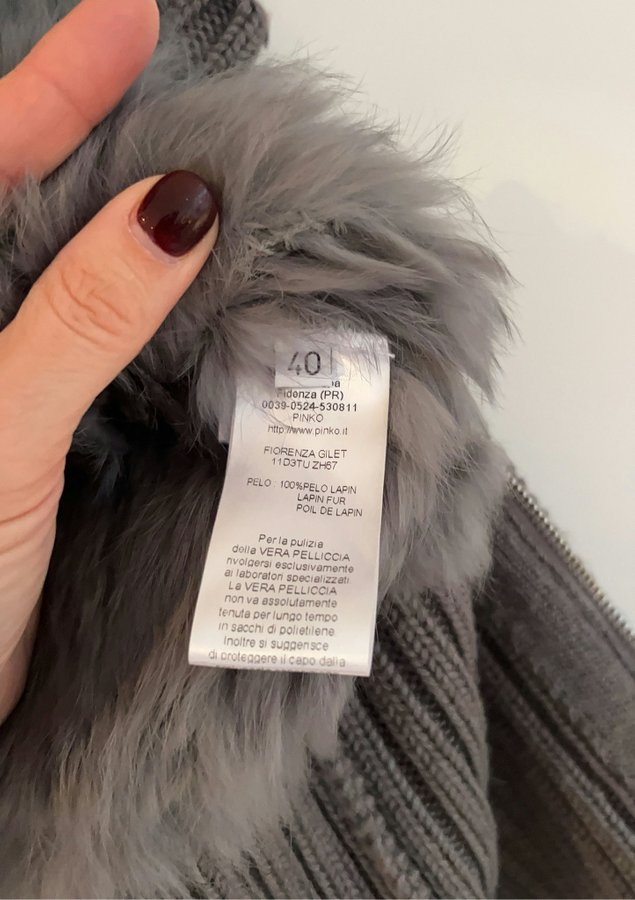 40
Fidenza (PR)
0039-0524-530811
PINKO
http://www.pinko.it
FIORENZA GILET
11D3TU ZH67
PELO : 100%PELO LAPIN
LAPIN FUR
POIL DE LAPIN
Per la pulizia
della VERA PELLICCIA
rivolgersi esclusivamente
ai laboratori specializzati
La VERA PELLICCIA
non va assolutamente
tenuta per lungo tempo
in sacchi di polietilene
Inoltre si suggerisce
di proteggere il capo dalla